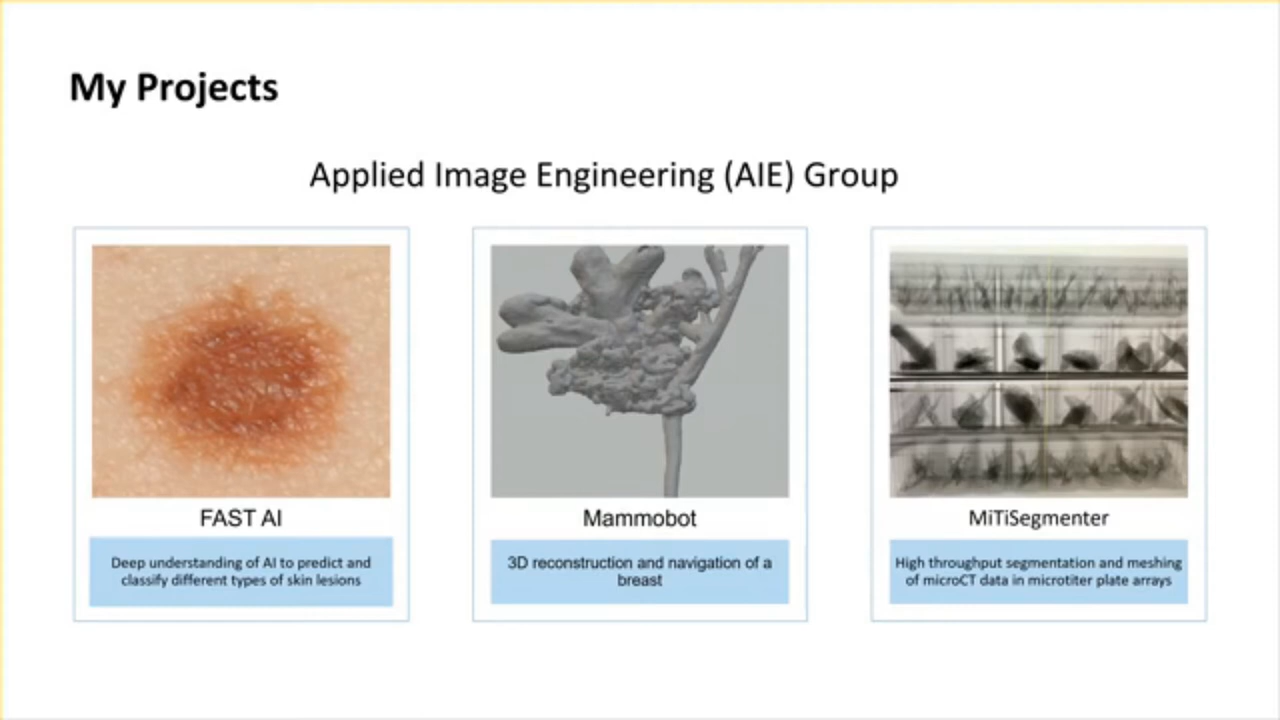 My Projects
Applied Image Engineering (AIE) Group
FAST AI
Deep understanding of AI to predict and
classify different types of skin lesions
Mammobot
3D reconstruction and navigation of a
breast
MiTiSegmenter
High throughput segmentation and meshing
of microCT data in microtiter plate arrays